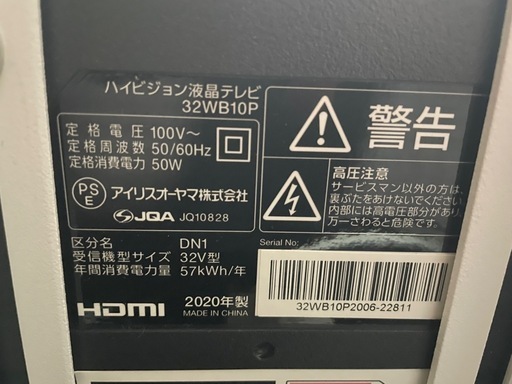 ハイビジョン液晶テレビ
32WB10P
定格電圧 100V～
定格周波数 50/60Hz
定格消費電力 50W
PS
E
アイリスオーヤマ株式会社
JQA JQ10828
区分名 DN1
受信機型サイズ 32V型
年間消費電力量 57kWh/年
HDMI
2020年製
MADE IN CHINA
警告
高圧注意
サービスマン以外の方は、
裏ぶたをあけないでください
内部には高電圧部分が
万一さわると危険です。
Serial No.:
32WB10P2006-22811